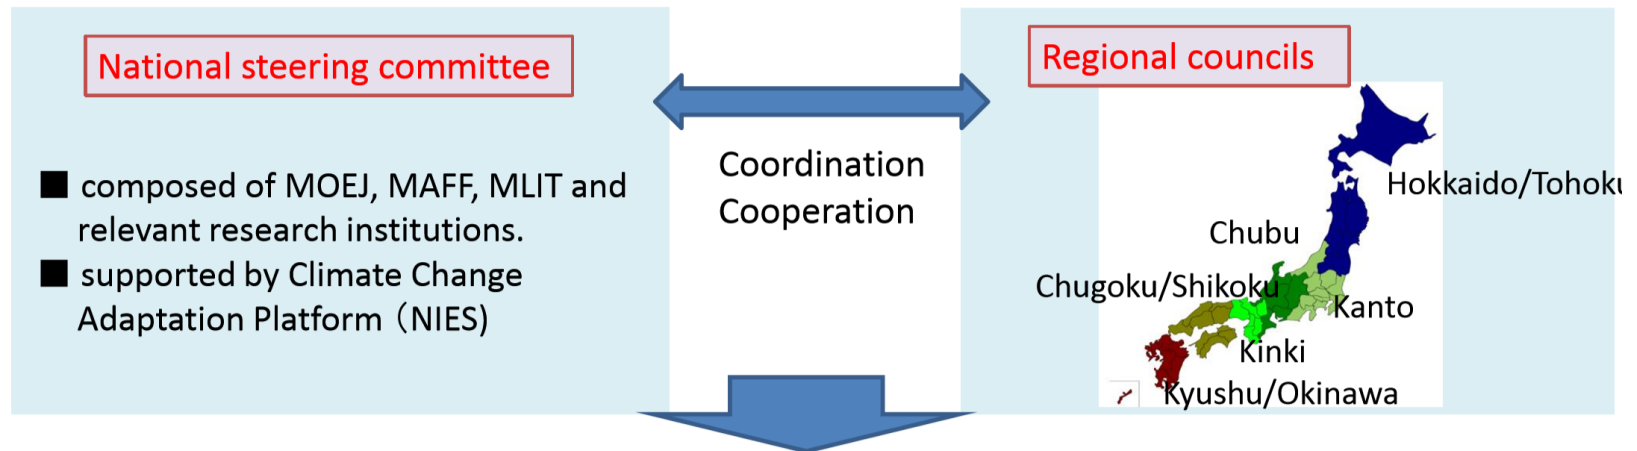 National steering committee
■ composed of MOEJ, MAFF, MLIT and
relevant research institutions.
■ supported by Climate Change
Adaptation Platform（NIES)
Coordination
Cooperation
Regional councils
Hokkaido/Tohoku
Chubu
Chugoku/Shikoku
Kanto
Kinki
Kyushu/Okinawa